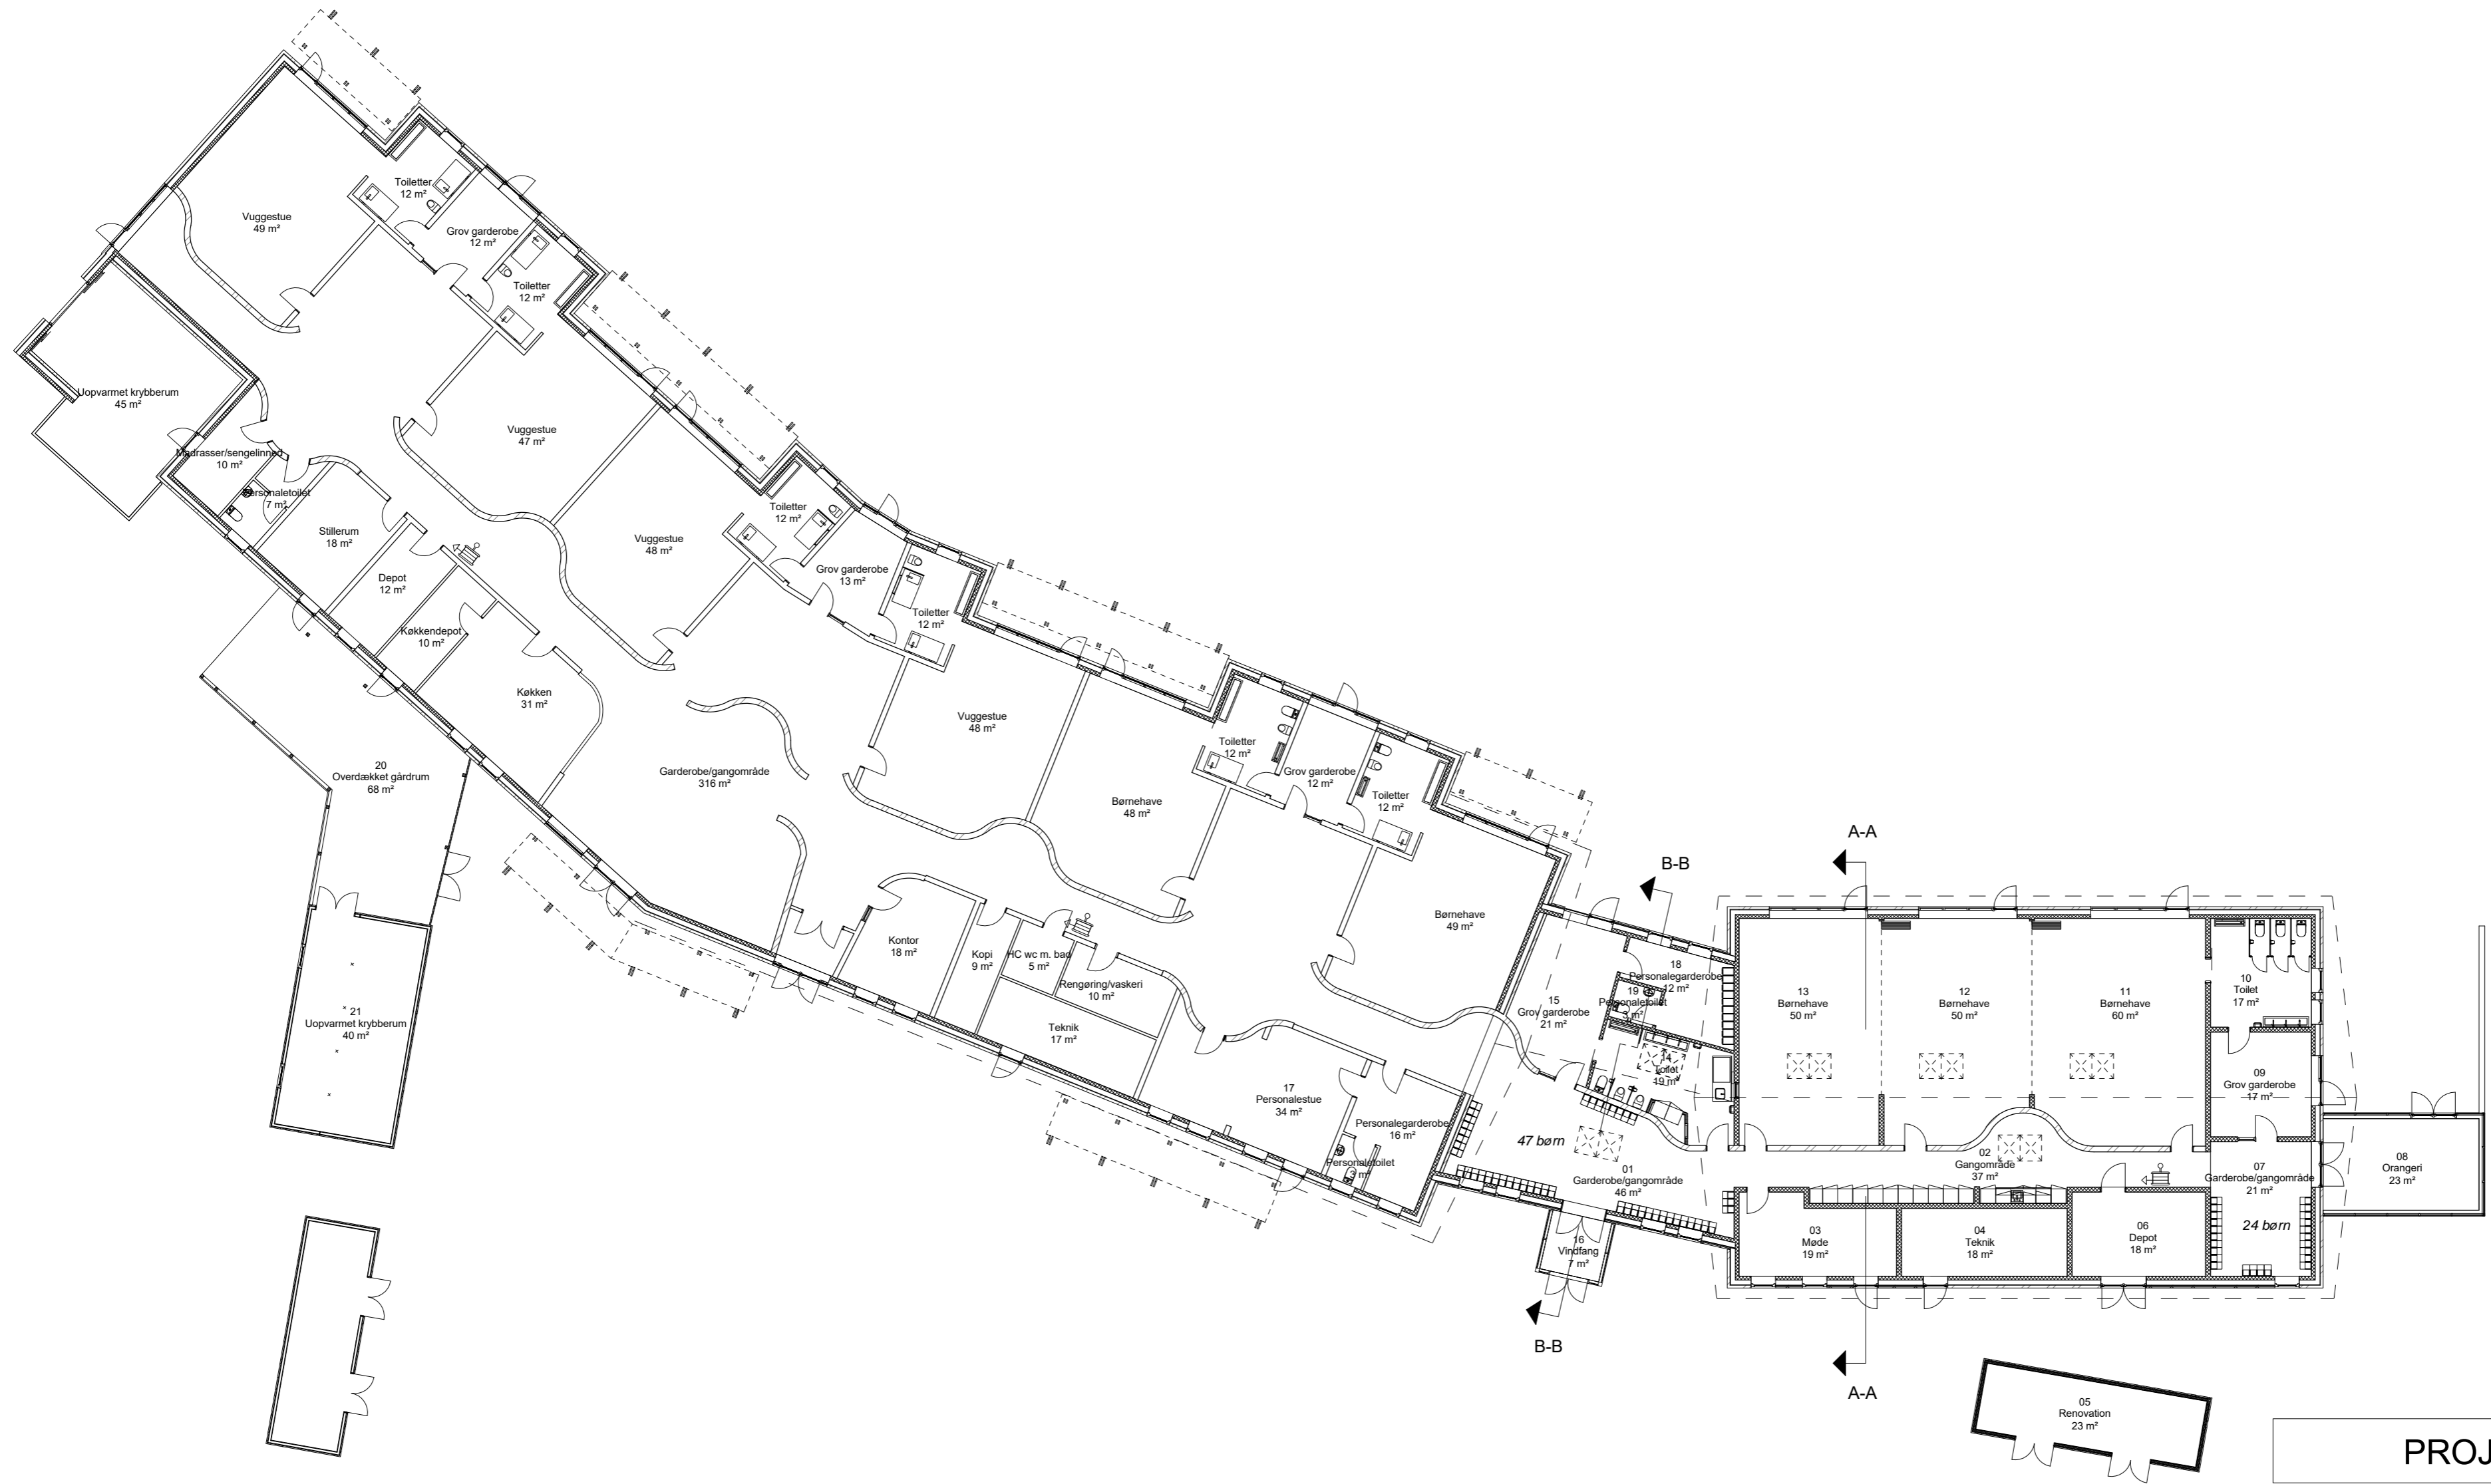 Vuggestue
49 m²
Toiletter
12 m²
Grov garderobe
12 m²
Toiletter
12 m²
Uopvarmet krybberum
45 m²
Madrasser/sengelinned
10 m²
Personaletoilet
7 m²
Stillerum
18 m²
Depot
12 m²
Køkkendepot
10 m²
Køkken
31 m²
Vuggestue
47 m²
Vuggestue
48 m²
Toiletter
12 m²
Grov garderobe
13 m²
Toiletter
12 m²
Garderobe/gangområde
316 m²
Vuggestue
48 m²
Børnehave
48 m²
Toiletter
12 m²
Grov garderobe
12 m²
Toiletter
12 m²
Børnehave
49 m²
20
Overdækket gårdrum
68 m²
21
Uopvarmet krybberum
40 m²
Kontor
18 m²
Kopi
9 m²
HC wc m. bad
5 m²
Rengøring/vaskeri
10 m²
Teknik
17 m²
17
Personalestue
34 m²
Personalegarderobe
16 m²
Personaletoilet
3 m²
15
Grov garderobe
21 m²
18
Personalegarderobe
12 m²
19
Personaletoilet
3 m²
14
Toilet
19 m²
47 børn
01
Garderobe/gangområde
46 m²
16
Vindfang
7 m²
B-B
B-B
A-A
A-A
13
Børnehave
50 m²
12
Børnehave
50 m²
11
Børnehave
60 m²
10
Toilet
17 m²
09
Grov garderobe
17 m²
02
Gangområde
37 m²
07
Garderobe/gangområde
21 m²
24 børn
08
Orangeri
23 m²
03
Møde
19 m²
04
Teknik
18 m²
06
Depot
18 m²
05
Renovation
23 m²
PROJ